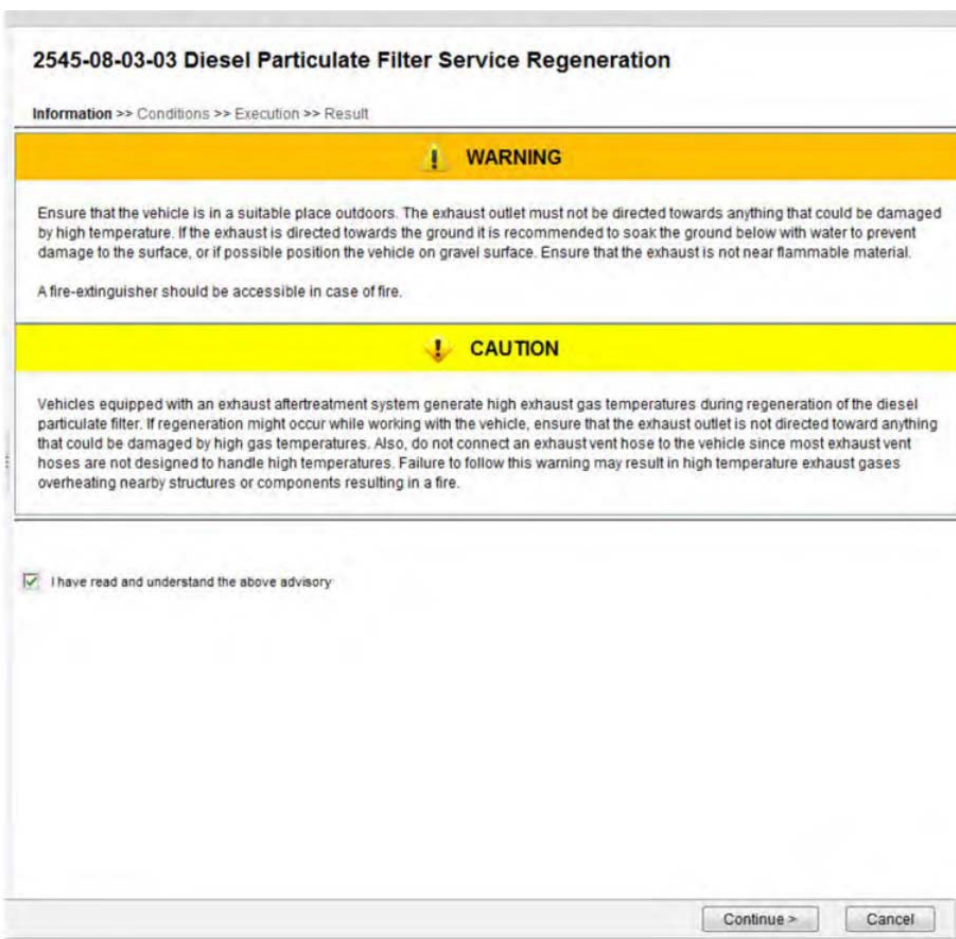 2545-08-03-03 Diesel Particulate Filter Service Regeneration
Information >> Conditions >> Execution >> Result
WARNING
Ensure that the vehicle is in a suitable place outdoors. The exhaust outlet must not be directed towards anything that could be damaged
by high temperature. If the exhaust is directed towards the ground it is recommended to soak the ground below with water to prevent
damage to the surface, or if possible position the vehicle on gravel surface. Ensure that the exhaust is not near flammable material.
A fire-extinguisher should be accessible in case of fire.
CAUTION
Vehicles equipped with an exhaust aftertreatment system generate high exhaust gas temperatures during regeneration of the diesel
particulate filter. If regeneration might occur while working with the vehicle, ensure that the exhaust outlet is not directed toward anything
that could be damaged by high gas temperatures. Also, do not connect an exhaust vent hose to the vehicle since most exhaust vent
hoses are not designed to handle high temperatures. Failure to follow this warning may result in high temperature exhaust gases
overheating nearby structures or components resulting in a fire.
I have read and understand the above advisory
Continue > Cancel